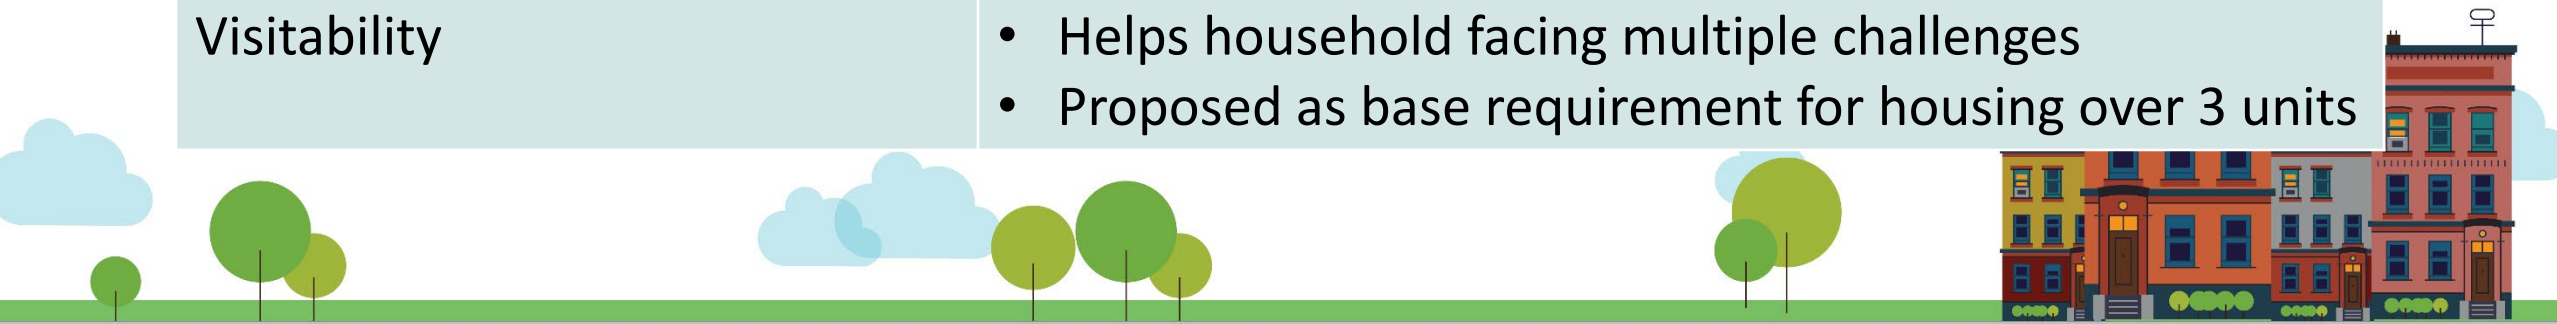 Visitability
• Helps household facing multiple challenges
• Proposed as base requirement for housing over 3 units